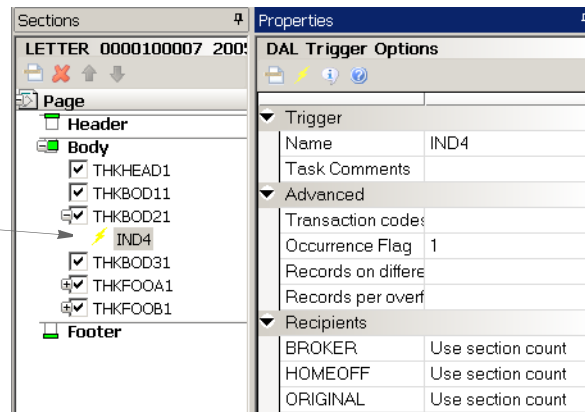 Sections
LETTER 0000100007 200
Page
Header
Body
THKHEAD1
THKBOD11
THKBOD21
IND4
THKBOD31
THKFOOA1
THKFOOB1
Footer
Properties
DAL Trigger Options
Trigger
Name IND4
Task Comments
Advanced
Transaction codes
Occurrence Flag 1
Records on differe
Records per overf
Recipients
BROKER Use section count
HOMEOFF Use section count
ORIGINAL Use section count